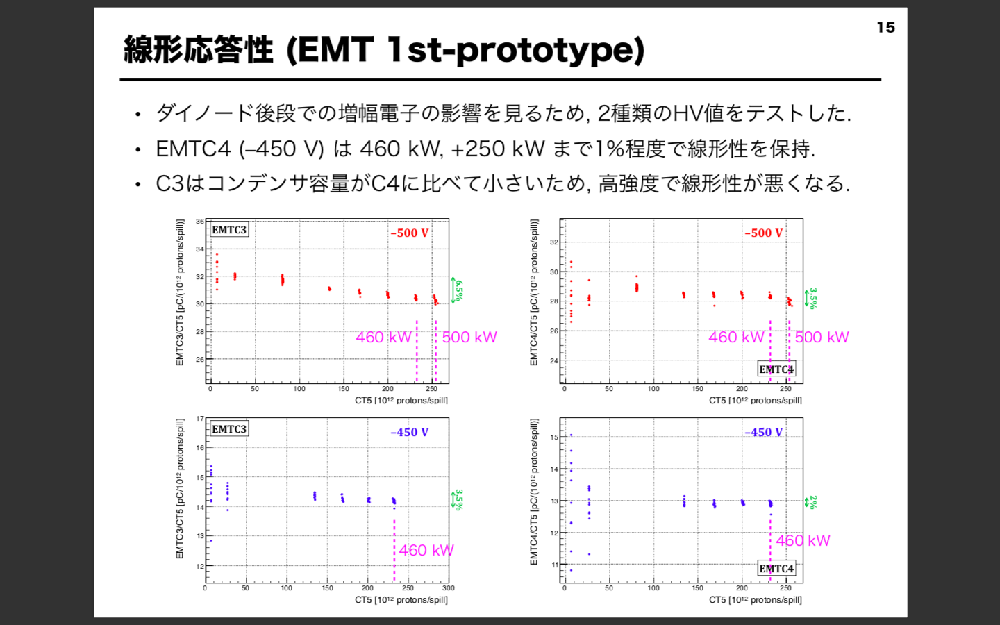 15
線形応答性 (EMT 1st-prototype)
• ダイノード後段での増幅電子の影響を見るため, 2種類のHV値をテストした.
• EMTC4 (–450 V) は 460 kW, +250 kW まで1%程度で線形性を保持.
• C3はコンデンサ容量がC4に比べて小さいため, 高強度で線形性が悪くなる.
EMTC3
–500 V
EMTC3/CT5 [pC/(10¹² protons/spill)]
36
34
32
30
28
26
6.5%
460 kW
500 kW
0 50 100 150 200 250
CT5 [10¹² protons/spill]
–500 V
EMTC4/CT5 [pC/(10¹² protons/spill)]
32
30
28
26
24
3.5%
460 kW
500 kW
EMTC4
0 50 100 150 200 250
CT5 [10¹² protons/spill]
EMTC3
–450 V
EMTC3/CT5 [pC/10¹² protons/spill]
17
16
15
14
13
12
3.5%
460 kW
0 50 100 150 200 250 300
CT5 [10¹² protons/spill]
–450 V
EMTC4/CT5 [pC/(10¹² protons/spill)]
15
14
13
12
11
2%
460 kW
EMTC4
0 50 100 150 200 250
CT5 [10¹² protons/spill]